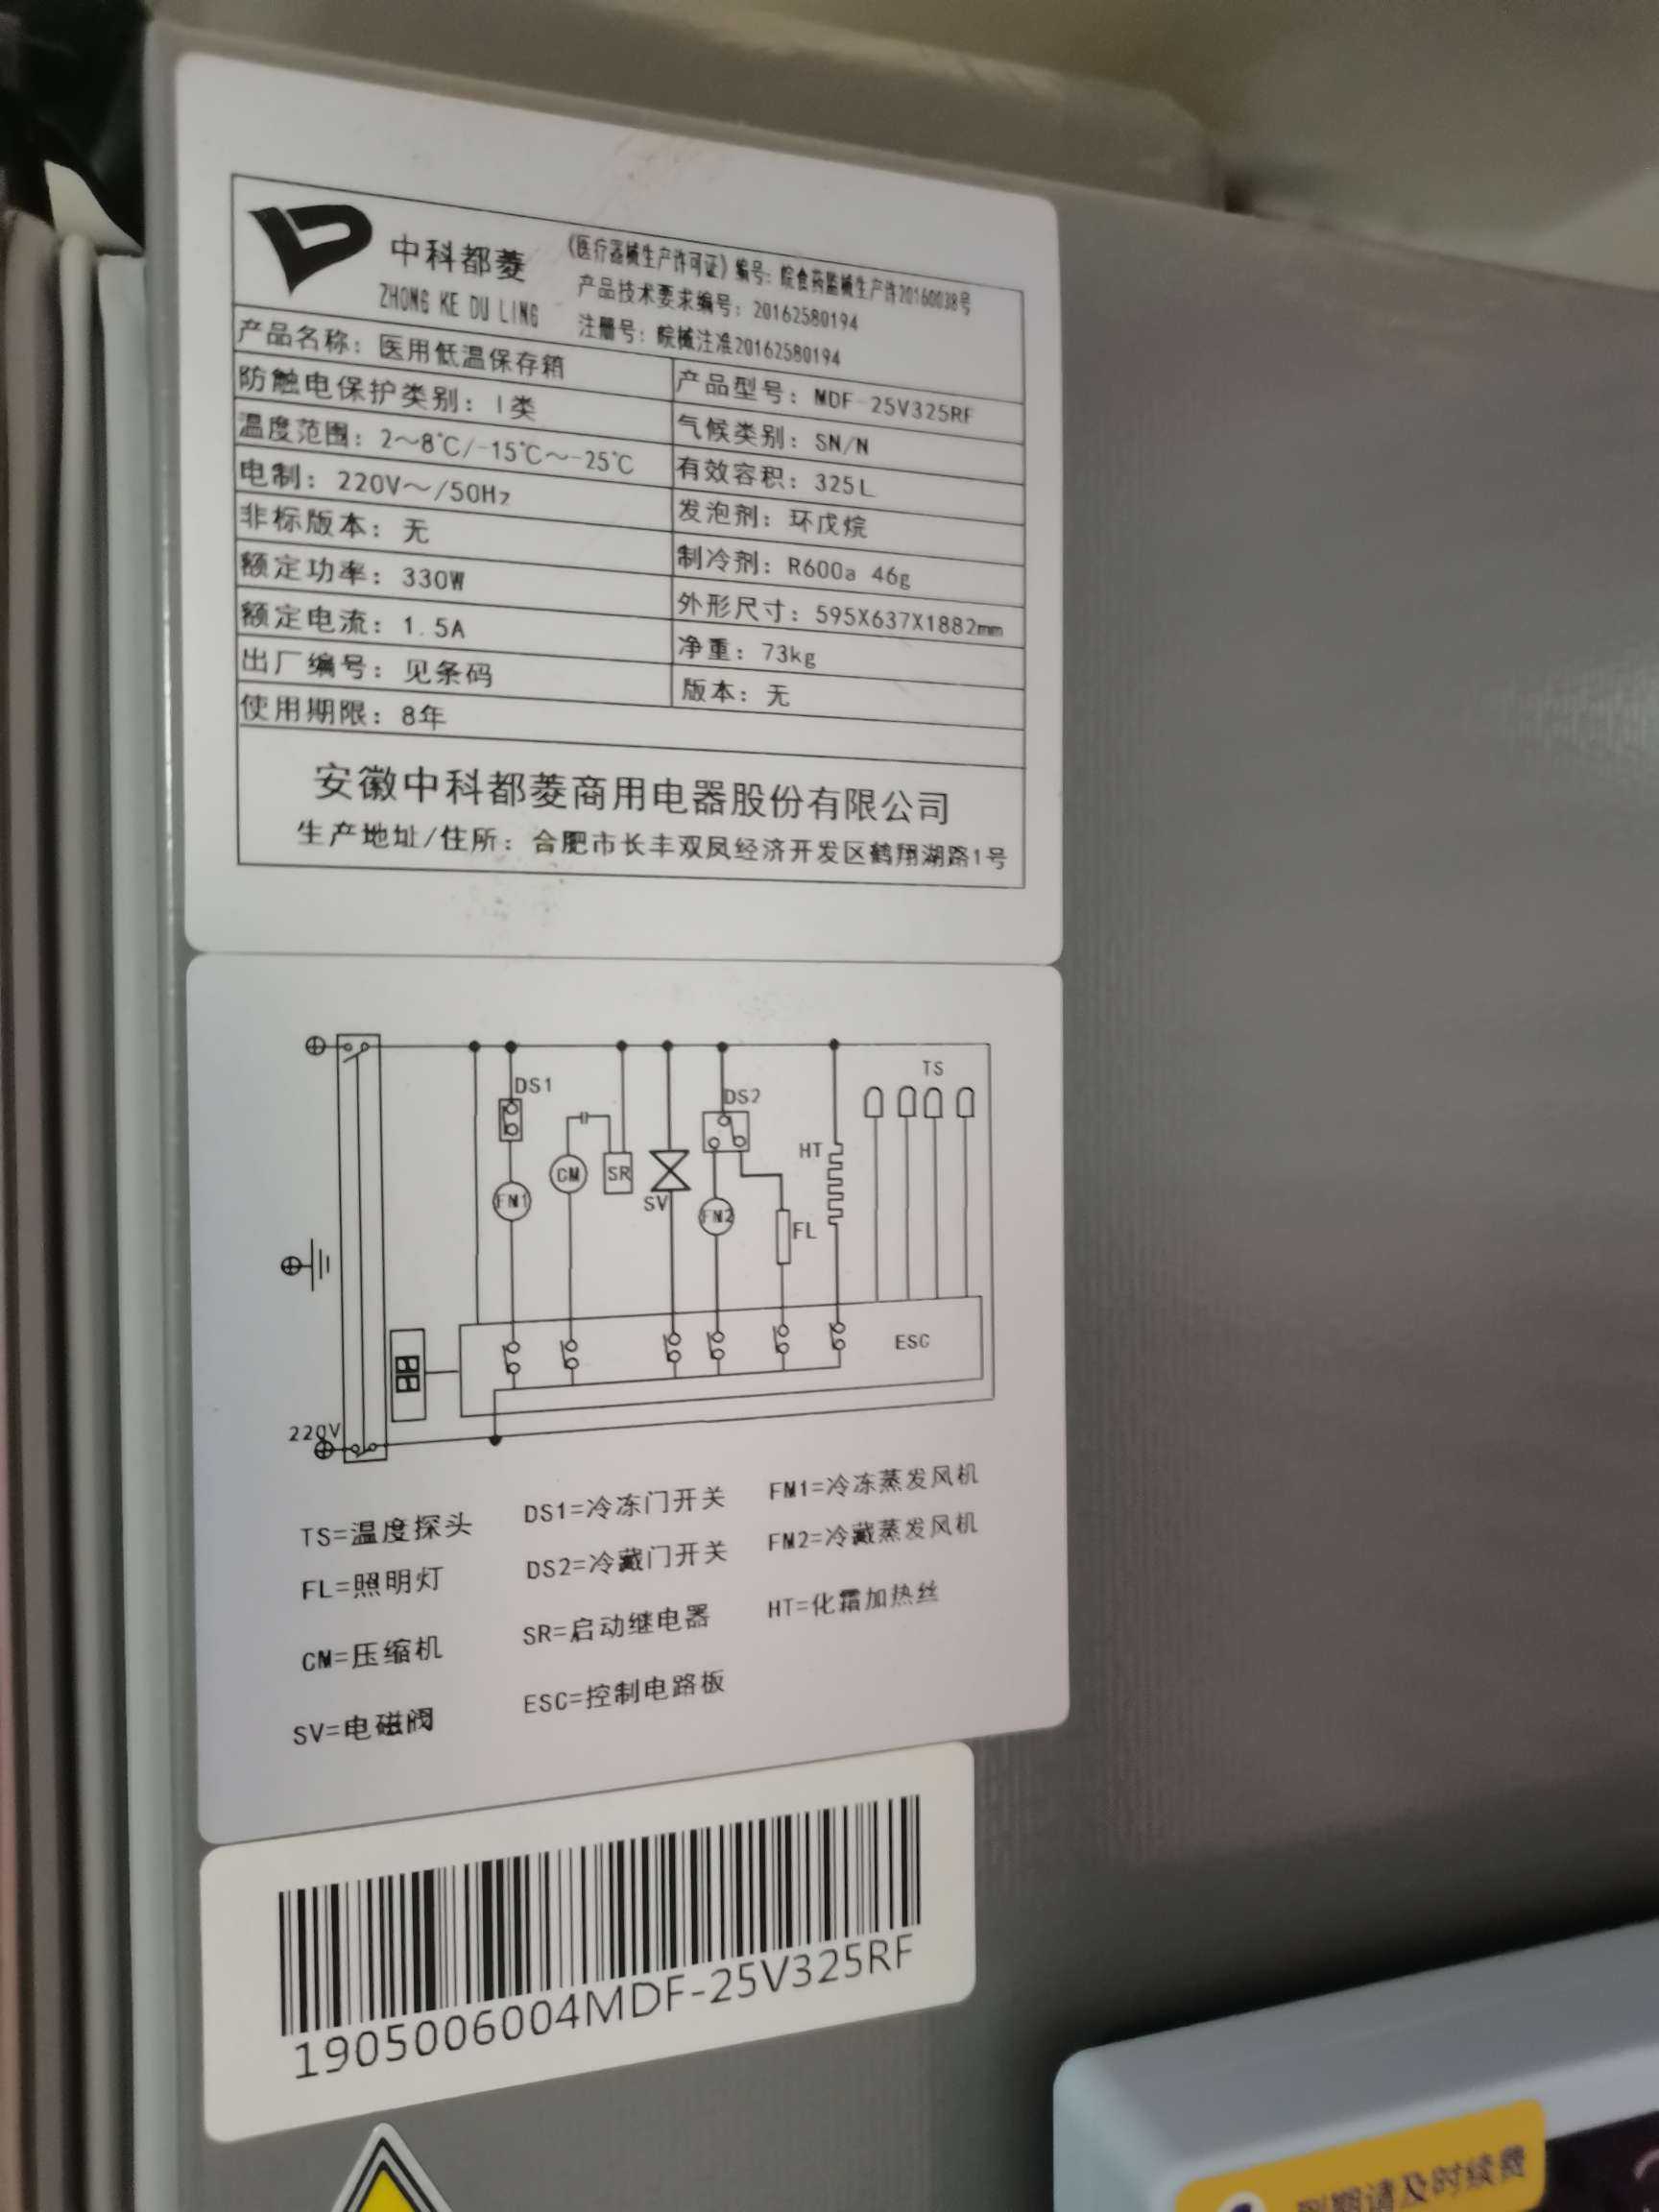 中科都菱
ZHONG KE DU LING
《医疗器械生产许可证》编号：皖食药监械生产许20160038号
产品技术要求编号：20162580194
注册号：皖械注准20162580194
产品名称：医用低温保存箱
产品型号：MDF-25V325RF
防触电保护类别：I类
气候类别：SN/N
温度范围：2～8℃/-15℃～-25℃
有效容积：325L
电制：220V～/50Hz
发泡剂：环戊烷
非标版本：无
制冷剂：R600a 46g
额定功率：330W
外形尺寸：595X637X1882mm
额定电流：1.5A
净重：73kg
出厂编号：见条码
版本：无
使用期限：8年
安徽中科都菱商用电器股份有限公司
生产地址/住所：合肥市长丰双凤经济开发区鹤翔湖路1号
TS
DS1
DS2
HT
CM
SR
FM1
SV
FM2
FL
ESC
220V
TS=温度探头
DS1=冷冻门开关
FM1=冷冻蒸发风机
FL=照明灯
DS2=冷藏门开关
FM2=冷藏蒸发风机
CM=压缩机
SR=启动继电器
HT=化霜加热丝
SV=电磁阀
ESC=控制电路板
1905006004MDF-25V325RF
到期请及时续费